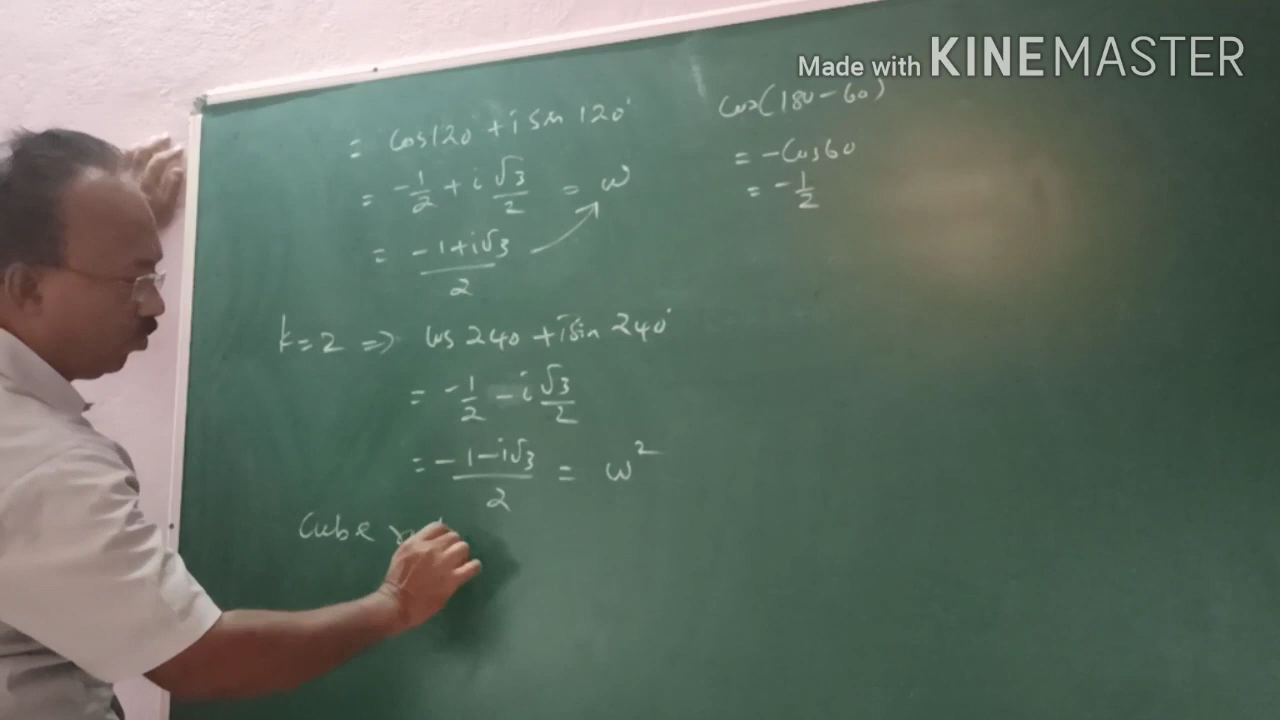 Made with KINEMASTER
= Cos120° + i sin 120°
= -1/2 + i √3/2 = ω
= (-1+i√3)/2
k=2 ⇒ cos 240 + i sin 240°
= -1/2 - i √3/2
= (-1-i√3)/2 = ω²
Cube
Cos(180-60)
= -Cos60
= -1/2